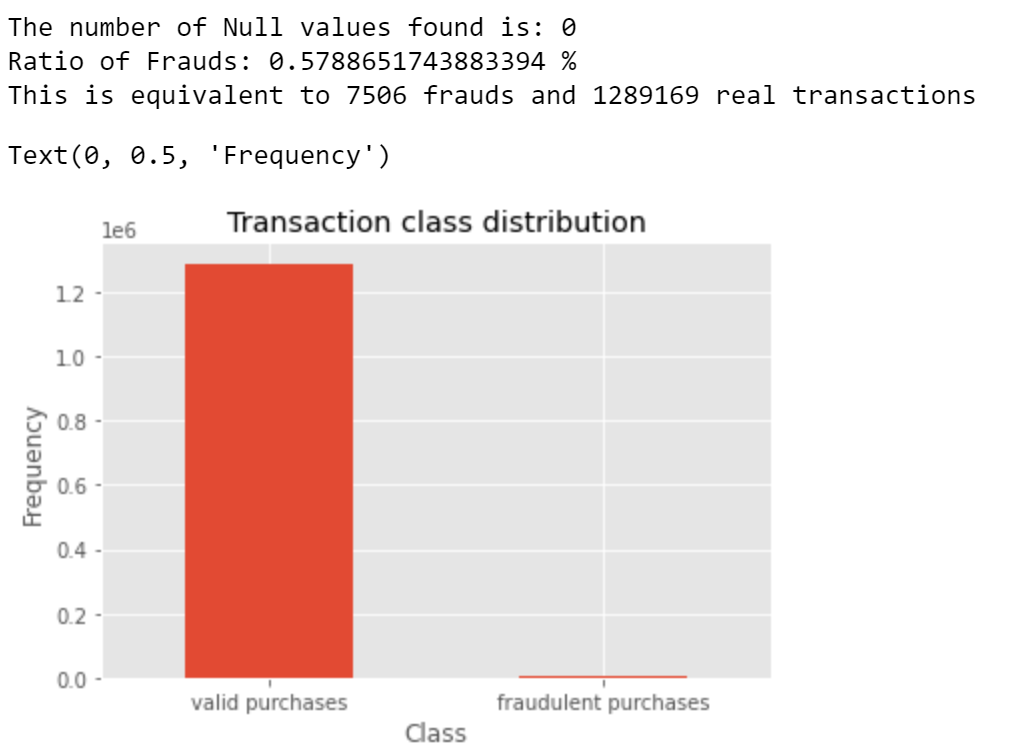 The number of Null values found is: 0
Ratio of Frauds: 0.5788651743883394 %
This is equivalent to 7506 frauds and 1289169 real transactions
Text(0, 0.5, 'Frequency')
Transaction class distribution
1e6
1.2
1.0
0.8
0.6
0.4
0.2
0.0
Frequency
valid purchases
fraudulent purchases
Class